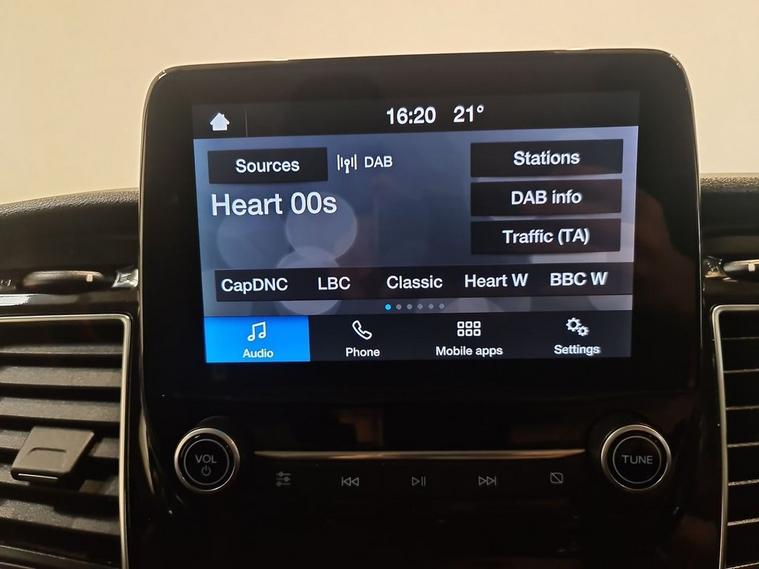 16:20 21°
Sources DAB Stations
Heart 00s DAB info
Traffic (TA)
CapDNC LBC Classic Heart W BBC W
Audio Phone Mobile apps Settings
VOL TUNE